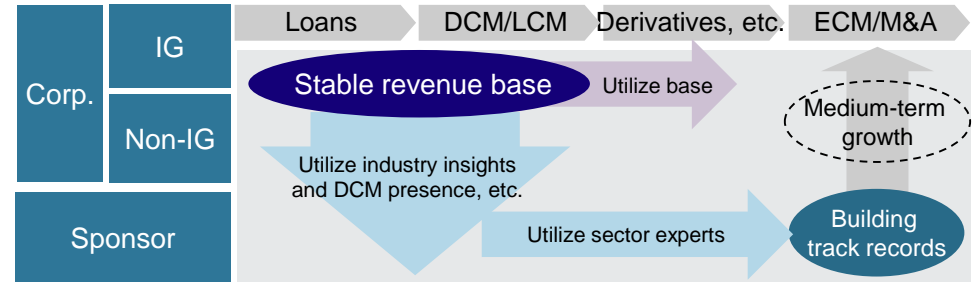 Loans
DCM/LCM
Derivatives, etc.
ECM/M&A
Corp.
IG
Non-IG
Sponsor
Stable revenue base
Utilize base
Medium-term
growth
Utilize industry insights
and DCM presence, etc.
Utilize sector experts
Building
track records